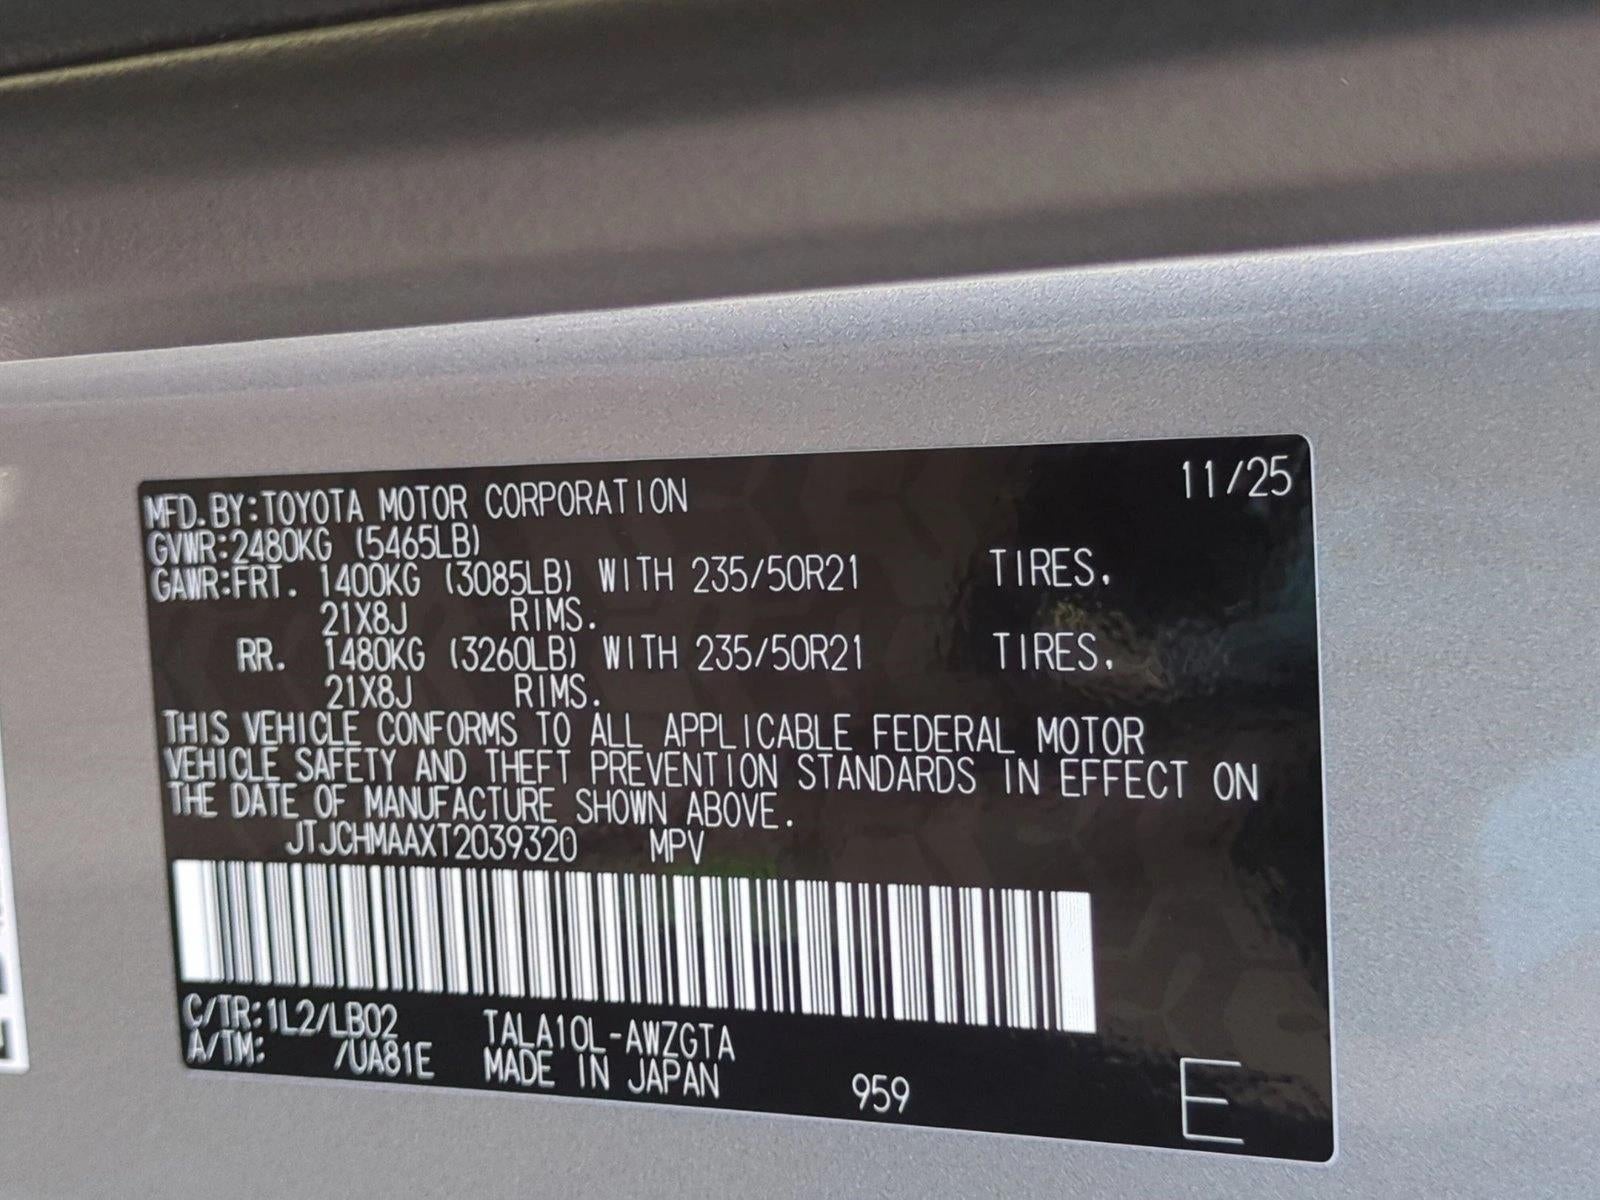 11/25
MFD.BY:TOYOTA MOTOR CORPORATION
GVWR:2480KG (5465LB)
GAWR:FRT. 1400KG (3085LB) WITH 235/50R21 TIRES.
21X8J RIMS.
RR. 1480KG (3260LB) WITH 235/50R21 TIRES.
21X8J RIMS.
THIS VEHICLE CONFORMS TO ALL APPLICABLE FEDERAL MOTOR
VEHICLE SAFETY AND THEFT PREVENTION STANDARDS IN EFFECT ON
THE DATE OF MANUFACTURE SHOWN ABOVE.
JTJCHMAAXT2039320 MPV
C/TR:1L2/LB02 TALA10L-AWZGTA
A/TM: /UA81E MADE IN JAPAN 959 E